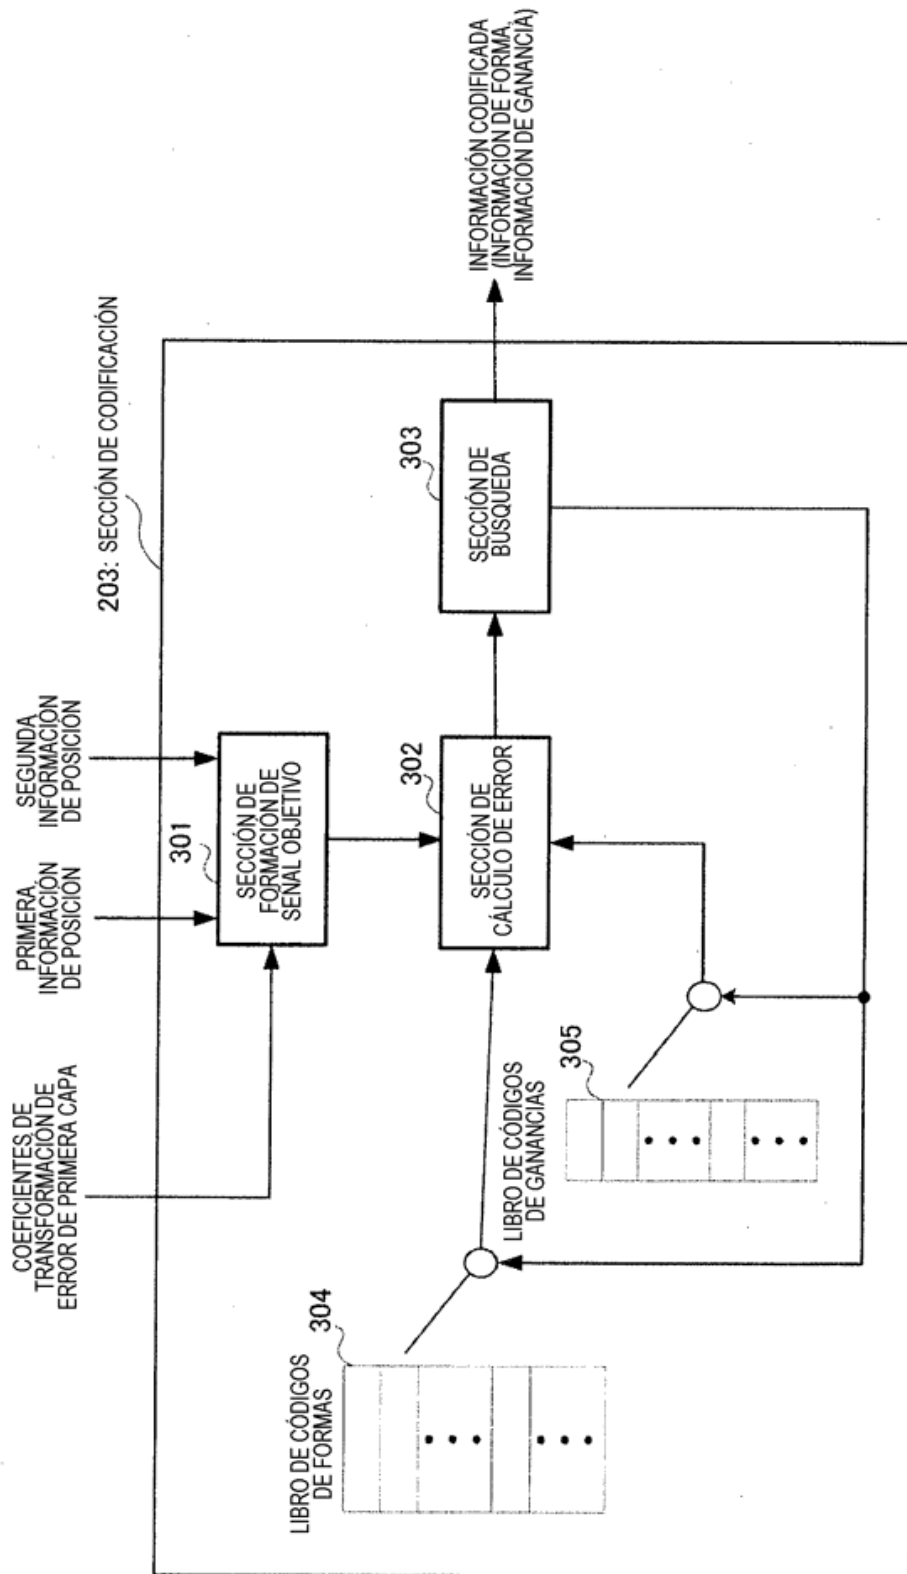 203: SECCIÓN DE CODIFICACIÓN
COEFICIENTES DE
TRANSFORMACIÓN DE
ERROR DE PRIMERA CAPA
PRIMERA
INFORMACIÓN
DE POSICIÓN
SEGUNDA
INFORMACIÓN
DE POSICIÓN
301
SECCIÓN DE
FORMACIÓN DE
SEÑAL OBJETIVO
302
SECCIÓN DE
CÁLCULO DE ERROR
303
SECCIÓN DE
BÚSQUEDA
INFORMACIÓN CODIFICADA
(INFORMACIÓN DE FORMA,
INFORMACIÓN DE GANANCIA)
LIBRO DE CÓDIGOS
DE FORMAS
304
LIBRO DE CÓDIGOS
DE GANANCIAS
305